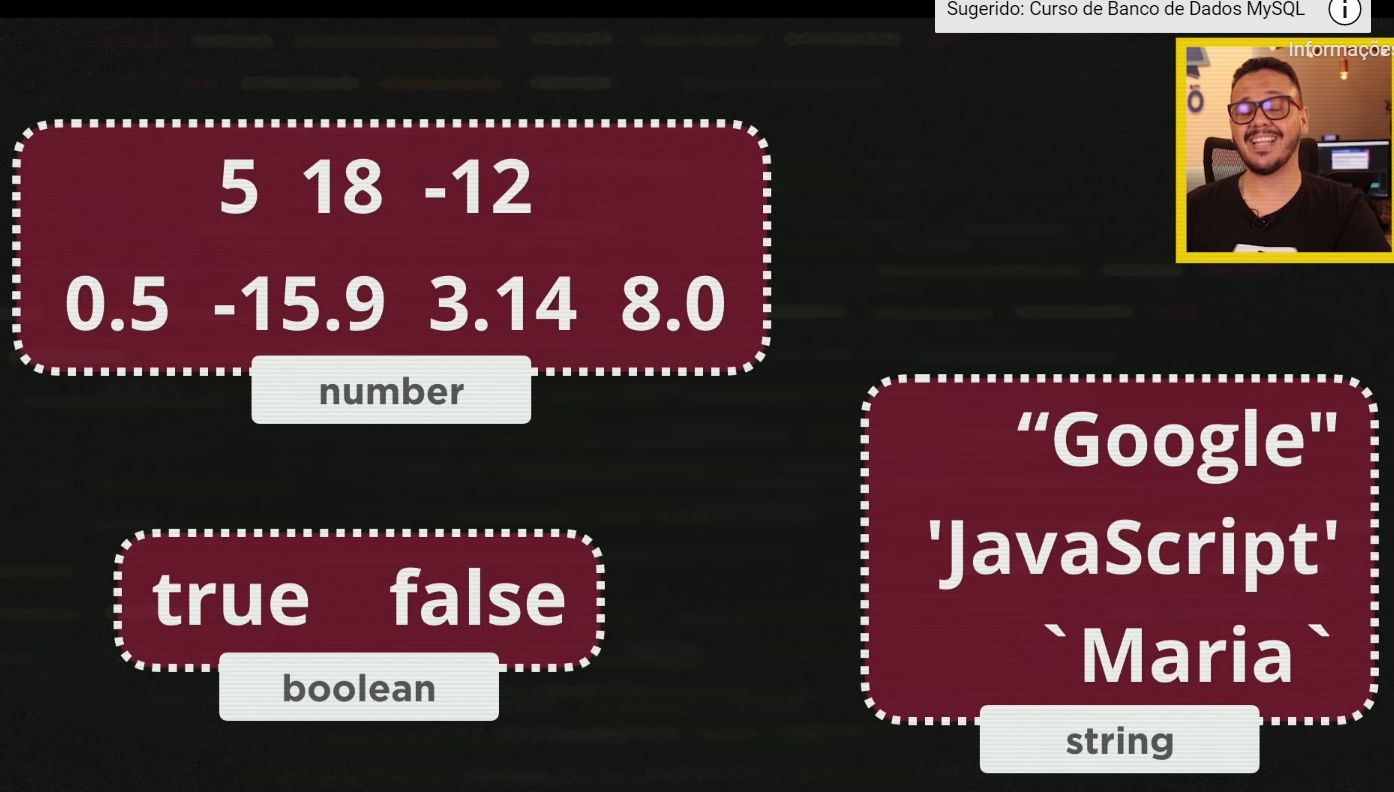 Sugerido: Curso de Banco de Dados MySQL
Informações
5 18 -12
0.5 -15.9 3.14 8.0
number
“Google"
'JavaScript'
`Maria`
true false
boolean
string